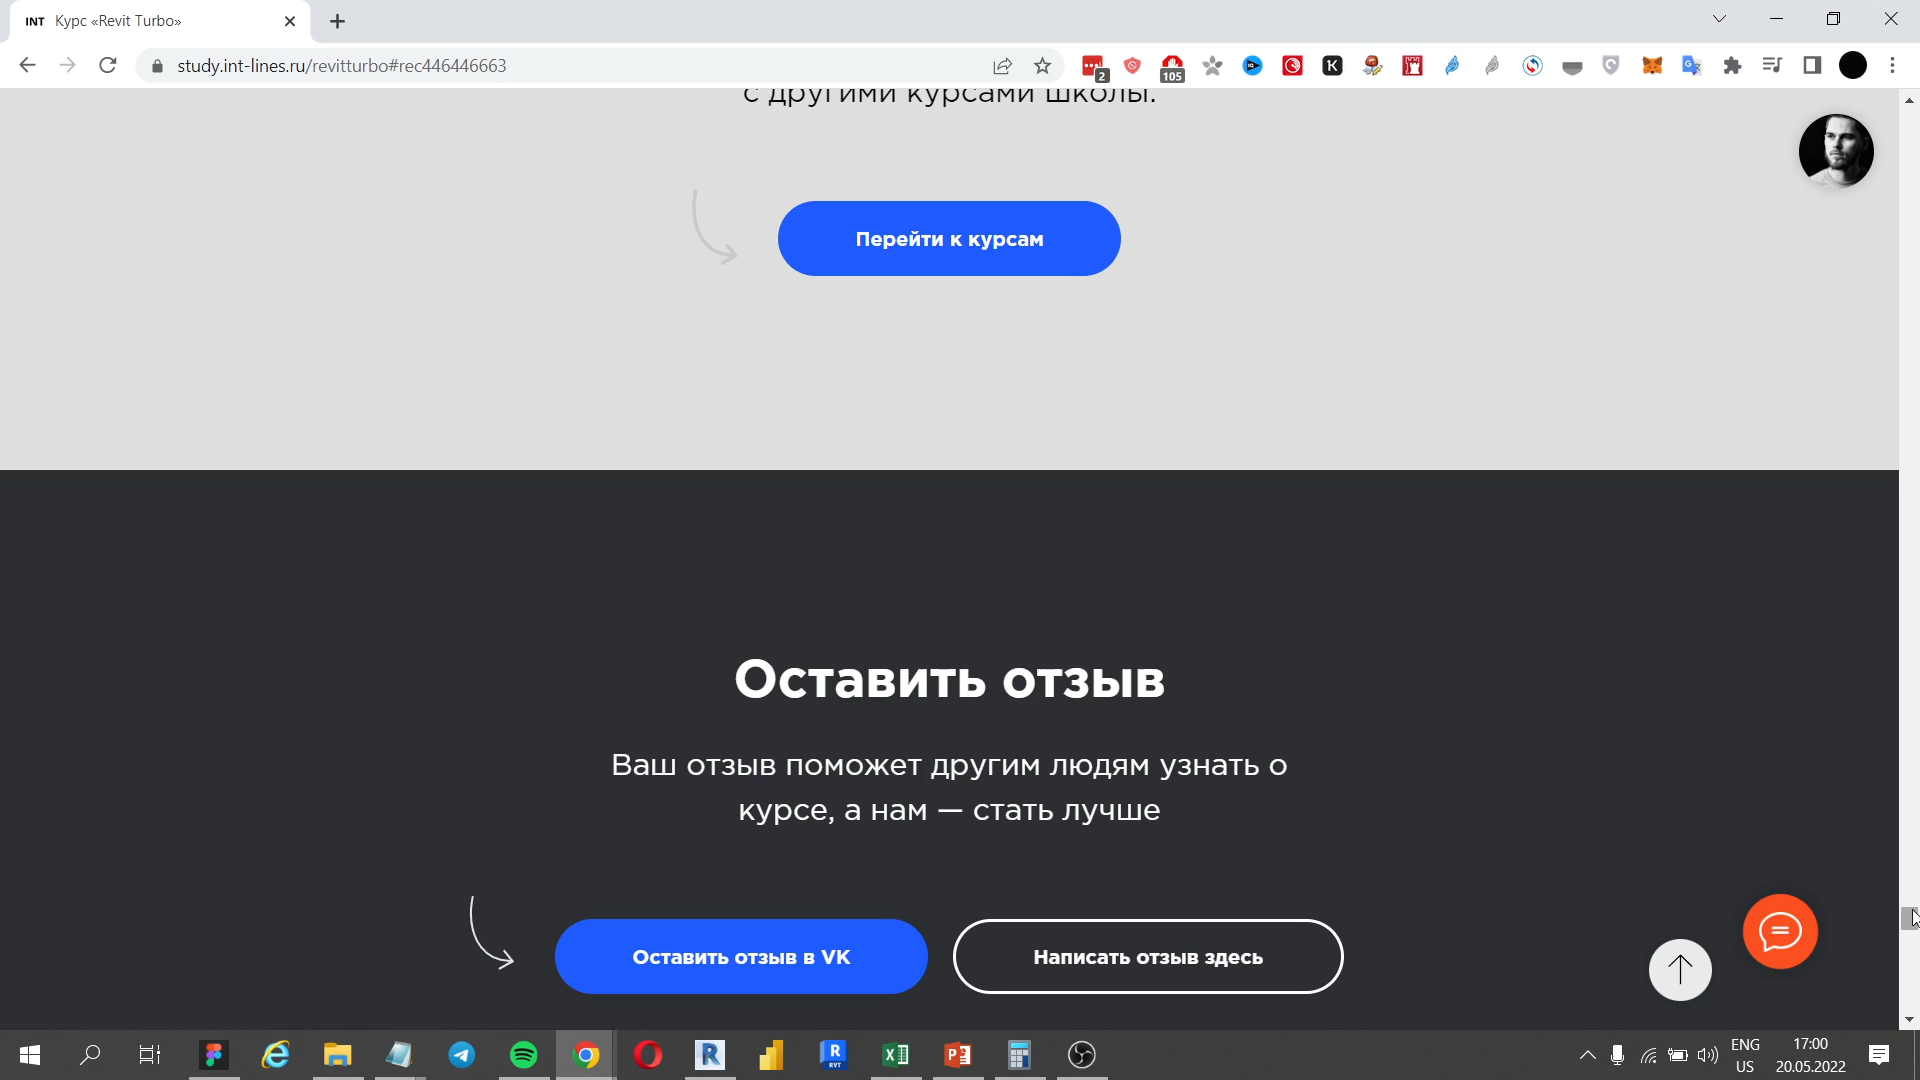 INT Курс «Revit Turbo»
study.int-lines.ru/revitturbo#rec446446663
2
105
K
с другими курсами школы.
Перейти к курсам
Оставить отзыв
Ваш отзыв поможет другим людям узнать о
курсе, а нам — стать лучше
Оставить отзыв в VK
Написать отзыв здесь
ENG
US
17:00
20.05.2022